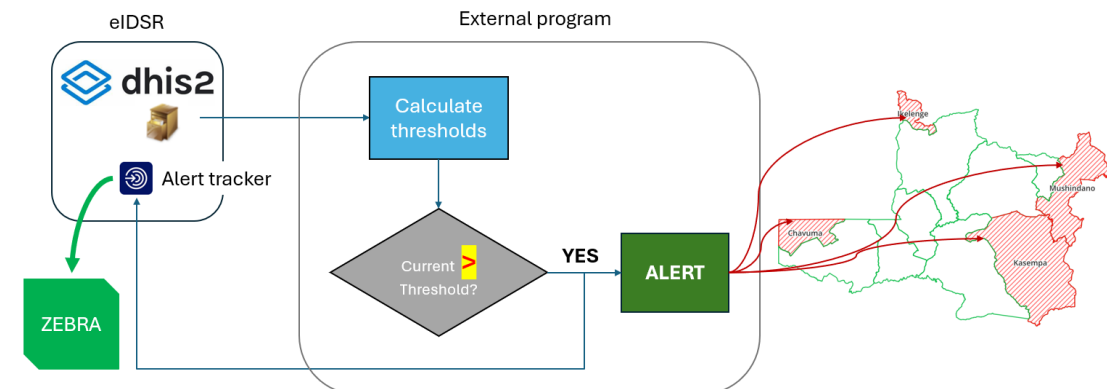 eIDSR
External program
dhis2
Calculate
thresholds
Alert tracker
Current >
Threshold?
YES
ALERT
ZEBRA
Ikelenge
Mushindano
Chavuma
Kasempa